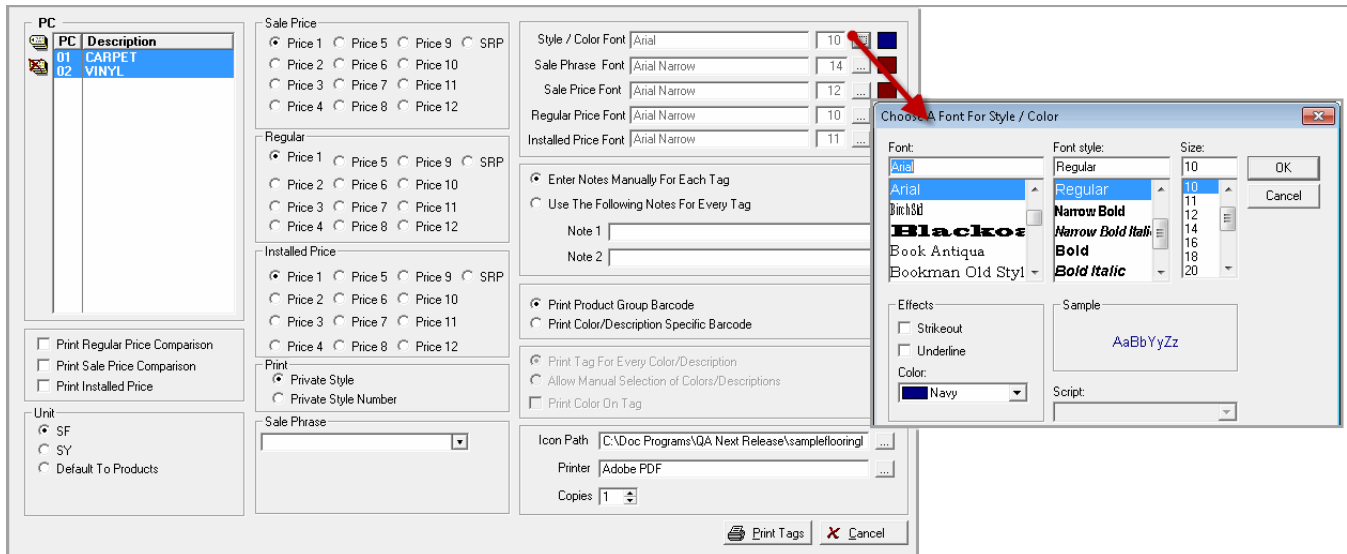 PC
PC Description
01 CARPET
02 VINYL
Print Regular Price Comparison
Print Sale Price Comparison
Print Installed Price
Unit
SF
SY
Default To Products
Sale Price
Price 1 Price 5 Price 9 SRP
Price 2 Price 6 Price 10
Price 3 Price 7 Price 11
Price 4 Price 8 Price 12
Regular
Price 1 Price 5 Price 9 SRP
Price 2 Price 6 Price 10
Price 3 Price 7 Price 11
Price 4 Price 8 Price 12
Installed Price
Price 1 Price 5 Price 9 SRP
Price 2 Price 6 Price 10
Price 3 Price 7 Price 11
Price 4 Price 8 Price 12
Print
Private Style
Private Style Number
Sale Phrase
Style / Color Font Arial 10
Sale Phrase Font Arial Narrow 14 ...
Sale Price Font Arial Narrow 12 ...
Regular Price Font Arial Narrow 10 ...
Installed Price Font Arial Narrow 11 ...
Enter Notes Manually For Each Tag
Use The Following Notes For Every Tag
Note 1
Note 2
Print Product Group Barcode
Print Color/Description Specific Barcode
Print Tag For Every Color/Description
Allow Manual Selection of Colors/Descriptions
Print Color On Tag
Icon Path C:\Doc Programs\QA Next Release\sampleflooringl ...
Printer Adobe PDF ...
Copies 1
Print Tags Cancel
Choose A Font For Style / Color
Font: Font style: Size:
Arial Regular 10 OK
Arial Regular 10 Cancel
Birch Std Narrow Bold 11
Blackoa Narrow Bold Itali 12
Book Antiqua Bold 14
Bookman Old Styl Bold Italic 16
18
20
Effects Sample
Strikeout
Underline
AaBbYyZz
Color:
Navy
Script: